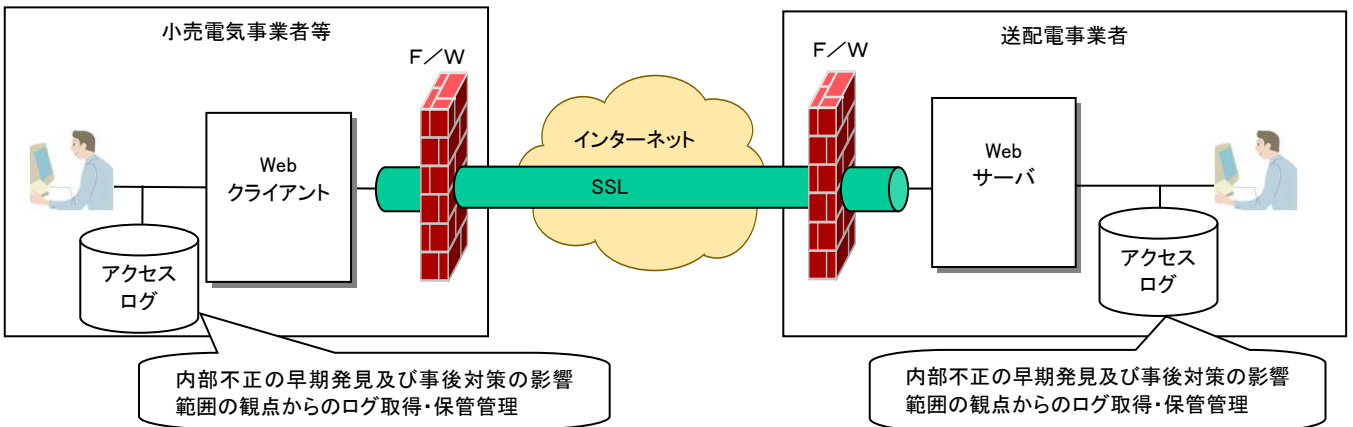 小売電気事業者等
F/W
Web
クライアント
アクセス
ログ
内部不正の早期発見及び事後対策の影響
範囲の観点からのログ取得・保管管理
インターネット
SSL
送配電事業者
F/W
Web
サーバ
アクセス
ログ
内部不正の早期発見及び事後対策の影響
範囲の観点からのログ取得・保管管理